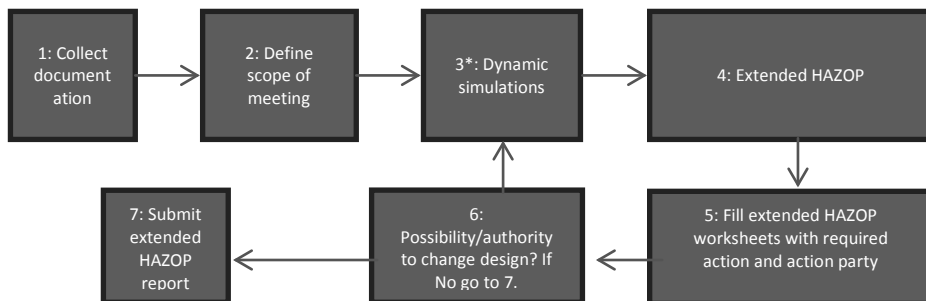 1: Collect
document
ation
2: Define
scope of
meeting
3*: Dynamic
simulations
4: Extended HAZOP
5: Fill extended HAZOP
worksheets with required
action and action party
6:
Possibility/authority
to change design? If
No go to 7.
7: Submit
extended
HAZOP
report